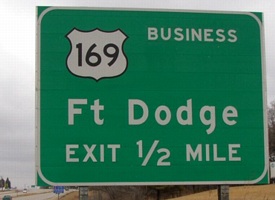 BUSINESS
169
Ft Dodge
EXIT 1/2 MILE